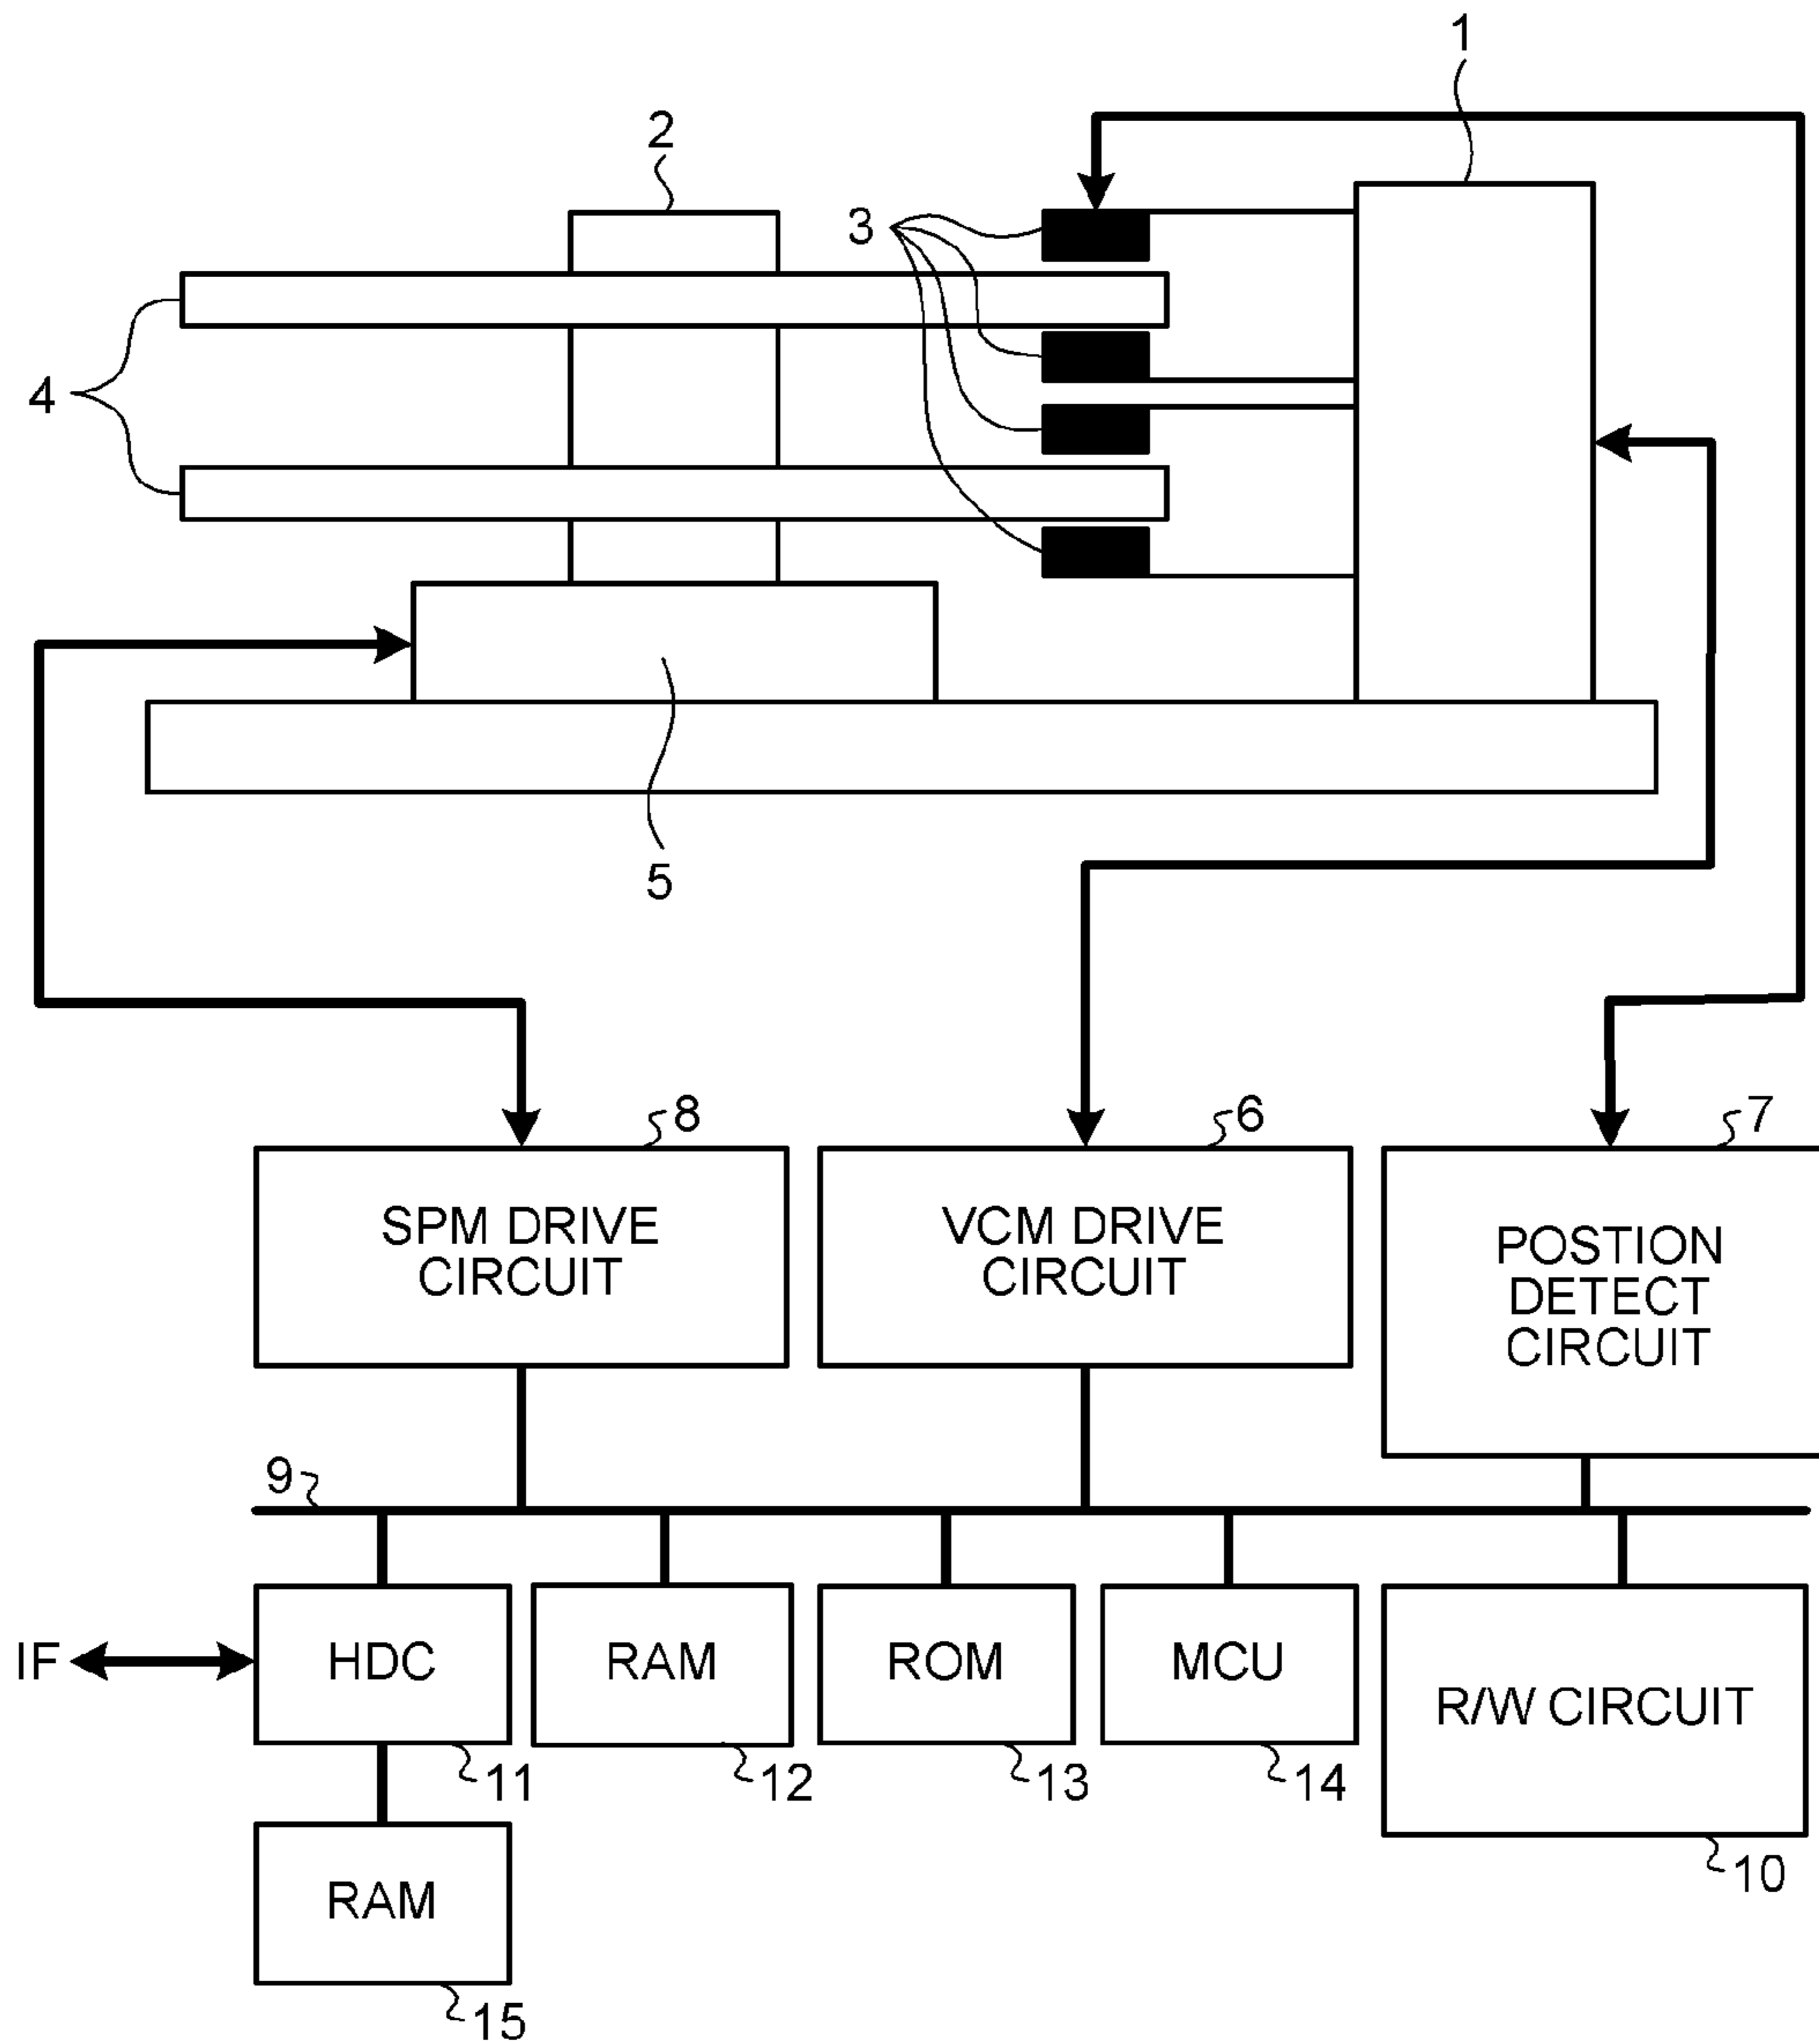 1
2
3
4
5
8
6
7
SPM DRIVE
CIRCUIT
VCM DRIVE
CIRCUIT
POSTION
DETECT
CIRCUIT
9
IF
HDC
RAM
ROM
MCU
R/W CIRCUIT
11
12
13
14
10
RAM
15